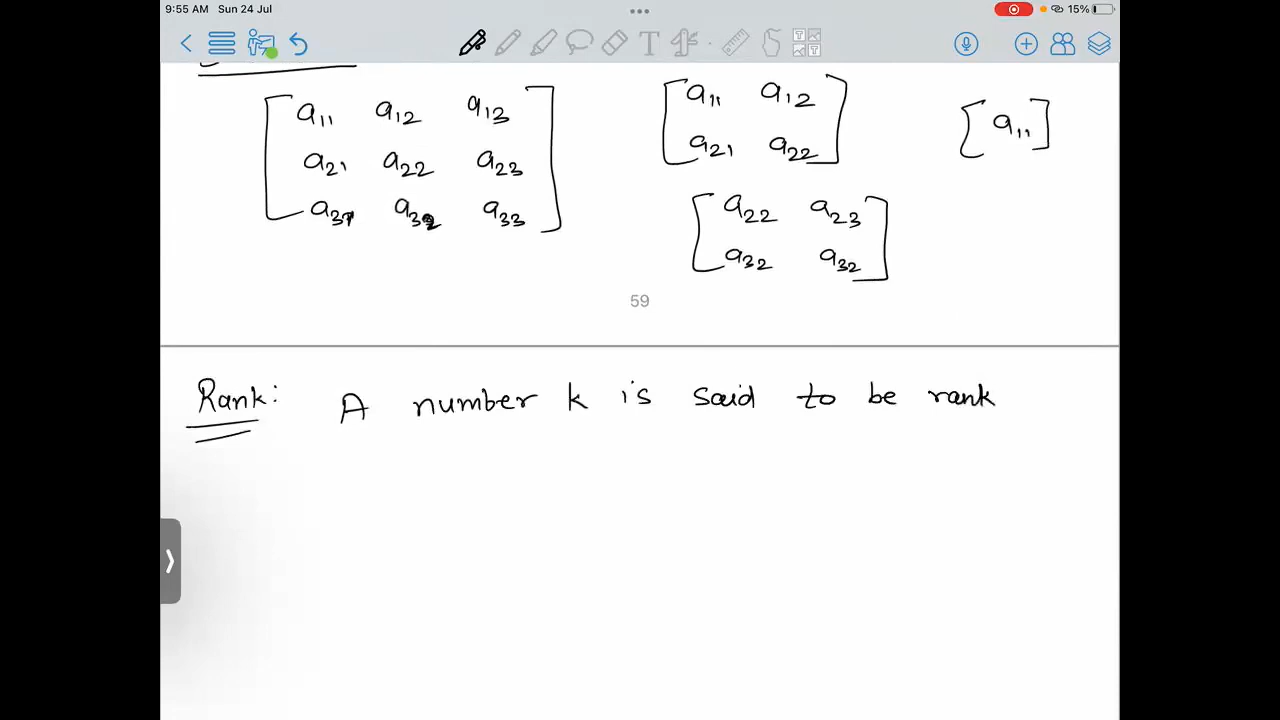 9:55 AM Sun 24 Jul
15%
a11 a12 a13
a21 a22 a23
a31 a32 a33
a11 a12
a21 a22
a22 a23
a32 a32
[a11]
59
Rank: A number k is said to be rank